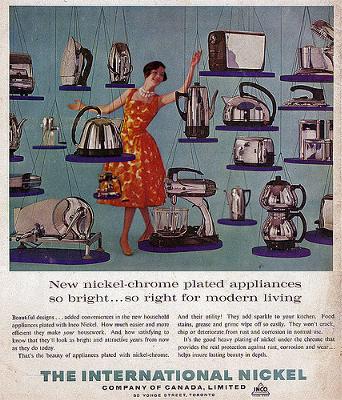 New nickel-chrome plated appliances
so bright...so right for modern living
Beautiful designs . . . added conveniences in the new household
appliances plated with Inco Nickel. How much easier and more
efficient they make your housework. And how satisfying to
know that they'll look as bright and attractive years from now
as they do today.
That's the beauty of appliances plated with nickel-chrome.
And their utility! They add sparkle to your kitchen. Food
stains, grease and grime wipe off so easily. They won't crack,
chip or deteriorate from rust and corrosion in normal use.
It's the good heavy plating of nickel under the chrome that
provides the real protection against rust, corrosion and wear...
helps insure lasting beauty in depth.
THE INTERNATIONAL NICKEL
COMPANY OF CANADA, LIMITED
55 YONGE STREET, TORONTO
INCO